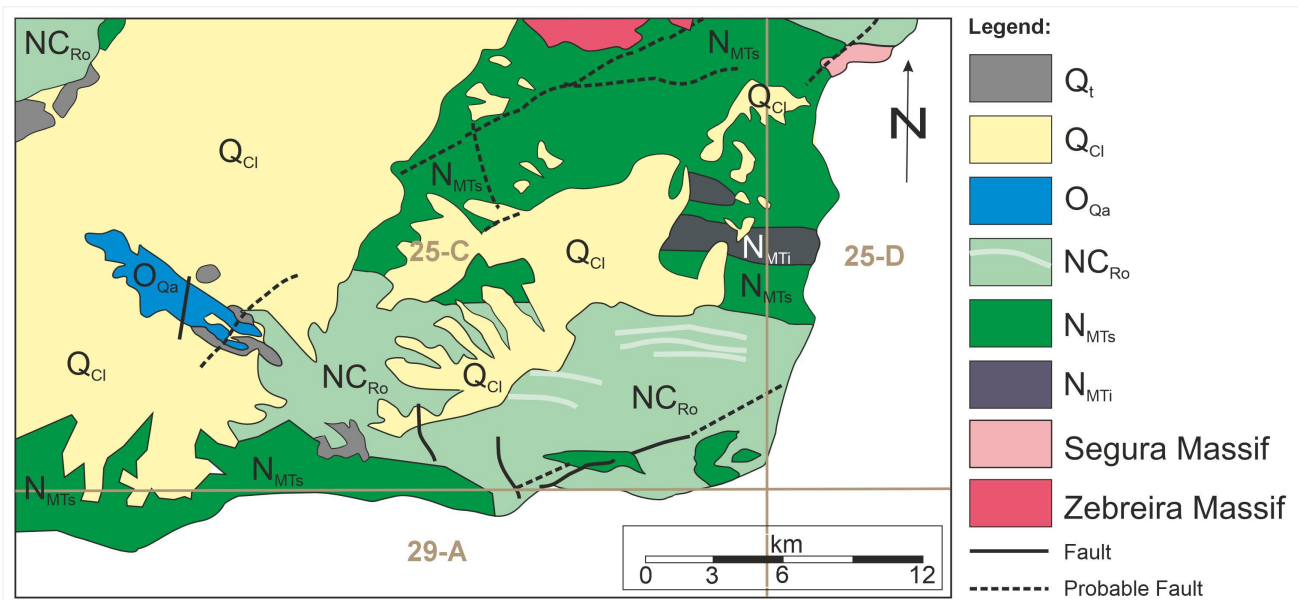 NCRo
NMTs
QCl
QCl
NMTs
25-C
QCl
NMTi
25-D
OQa
NMTs
QCl
NCRo
QCl
NCRo
NMTs
NMTs
29-A
N
km
0 3 6 12
Legend:
Qt
QCl
OQa
NCRo
NMTs
NMTi
Segura Massif
Zebreira Massif
Fault
Probable Fault